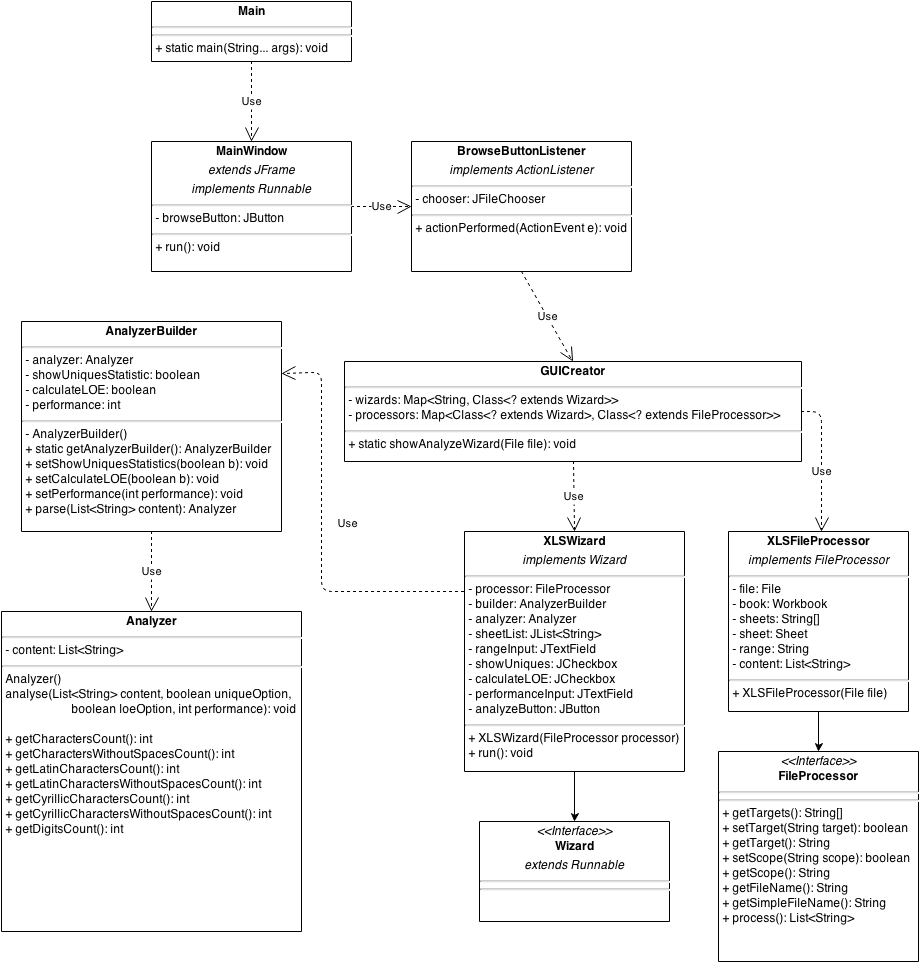 Main
+ static main(String... args): void
Use
MainWindow
extends JFrame
implements Runnable
- browseButton: JButton
+ run(): void
Use
BrowseButtonListener
implements ActionListener
- chooser: JFileChooser
+ actionPerformed(ActionEvent e): void
Use
AnalyzerBuilder
- analyzer: Analyzer
- showUniquesStatistic: boolean
- calculateLOE: boolean
- performance: int
- AnalyzerBuilder()
+ static getAnalyzerBuilder(): AnalyzerBuilder
+ setShowUniquesStatistics(boolean b): void
+ setCalculateLOE(boolean b): void
+ setPerformance(int performance): void
+ parse(List<String> content): Analyzer
GUICreator
- wizards: Map<String, Class<? extends Wizard>>
- processors: Map<Class<? extends Wizard>, Class<? extends FileProcessor>>
+ static showAnalyzeWizard(File file): void
Use
Use
Use
Use
Analyzer
- content: List<String>
Analyzer()
analyse(List<String> content, boolean uniqueOption,
boolean loeOption, int performance): void
+ getCharactersCount(): int
+ getCharactersWithoutSpacesCount(): int
+ getLatinCharactersCount(): int
+ getLatinCharactersWithoutSpacesCount(): int
+ getCyrillicCharactersCount(): int
+ getCyrillicCharactersWithoutSpacesCount(): int
+ getDigitsCount(): int
XLSWizard
implements Wizard
- processor: FileProcessor
- builder: AnalyzerBuilder
- analyzer: Analyzer
- sheetList: JList<String>
- rangeInput: JTextField
- showUniques: JCheckbox
- calculateLOE: JCheckbox
- performanceInput: JTextField
- analyzeButton: JButton
+ XLSWizard(FileProcessor processor)
+ run(): void
XLSFileProcessor
implements FileProcessor
- file: File
- book: Workbook
- sheets: String[]
- sheet: Sheet
- range: String
- content: List<String>
+ XLSFileProcessor(File file)
<<Interface>>
Wizard
extends Runnable
<<Interface>>
FileProcessor
+ getTargets(): String[]
+ setTarget(String target): boolean
+ getTarget(): String
+ setScope(String scope): boolean
+ getScope(): String
+ getFileName(): String
+ getSimpleFileName(): String
+ process(): List<String>